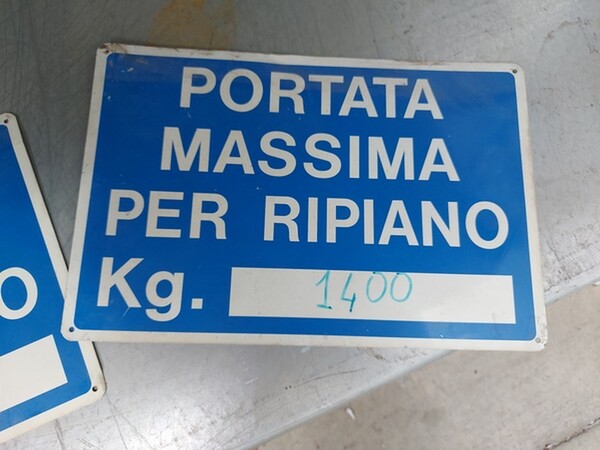 PORTATA
MASSIMA
PER RIPIANO
Kg. 1400
O